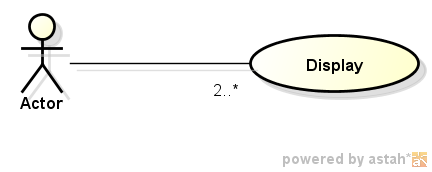 Display
2..*
Actor
powered by astah*